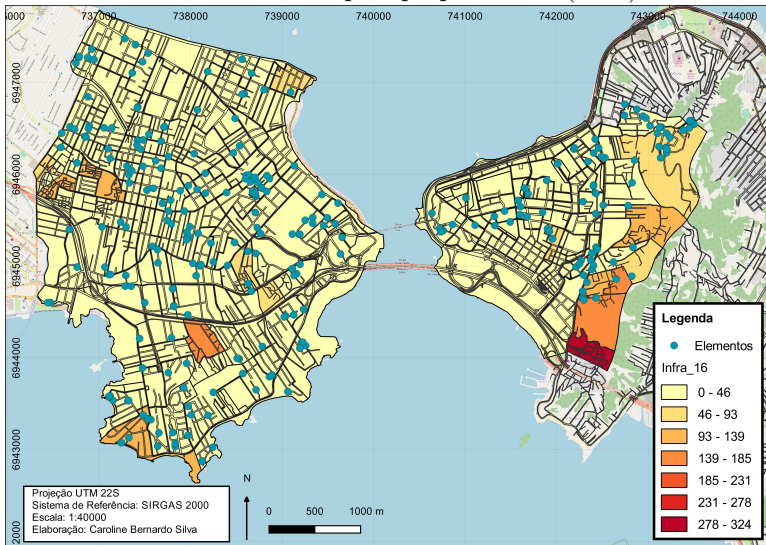 737000 738000 739000 740000 741000 742000 743000 744000
6947000
6946000
6945000
6944000
6943000
Legenda
Elementos
Infra_16
0 - 46
46 - 93
93 - 139
139 - 185
185 - 231
231 - 278
278 - 324
Projeção UTM 22S
Sistema de Referência: SIRGAS 2000
Escala: 1:40000
Elaboração: Caroline Bernardo Silva
N
0 500 1000 m